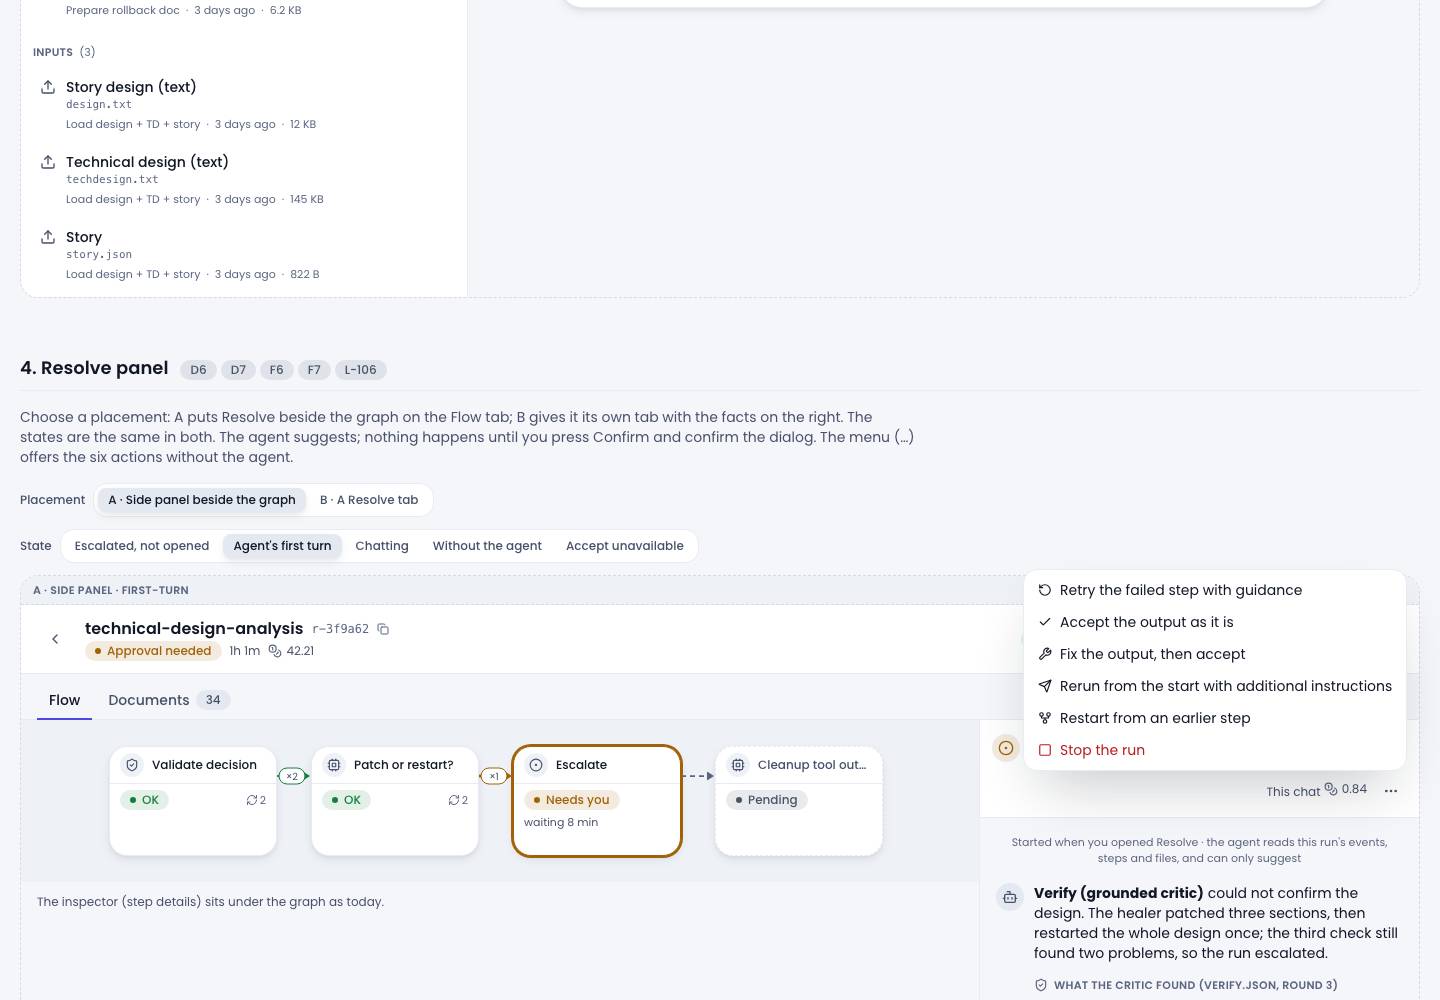 Prepare rollback doc · 3 days ago · 6.2 KB
INPUTS (3)
Story design (text)
design.txt
Load design + TD + story · 3 days ago · 12 KB
Technical design (text)
techdesign.txt
Load design + TD + story · 3 days ago · 145 KB
Story
story.json
Load design + TD + story · 3 days ago · 822 B
4. Resolve panel D6 D7 F6 F7 L-106
Choose a placement: A puts Resolve beside the graph on the Flow tab; B gives it its own tab with the facts on the right. The
states are the same in both. The agent suggests; nothing happens until you press Confirm and confirm the dialog. The menu (…)
offers the six actions without the agent.
Placement A · Side panel beside the graph B · A Resolve tab
State Escalated, not opened Agent's first turn Chatting Without the agent Accept unavailable
A · SIDE PANEL · FIRST-TURN
technical-design-analysis r-3f9a62
Approval needed 1h 1m 42.21
Flow Documents 34
Retry the failed step with guidance
Accept the output as it is
Fix the output, then accept
Rerun from the start with additional instructions
Restart from an earlier step
Stop the run
Validate decision
OK 2
×2
Patch or restart?
OK 2
×1
Escalate
Needs you
waiting 8 min
Cleanup tool out…
Pending
The inspector (step details) sits under the graph as today.
This chat 0.84
Started when you opened Resolve · the agent reads this run's events,
steps and files, and can only suggest
Verify (grounded critic) could not confirm the
design. The healer patched three sections, then
restarted the whole design once; the third check still
found two problems, so the run escalated.
WHAT THE CRITIC FOUND (VERIFY.JSON, ROUND 3)